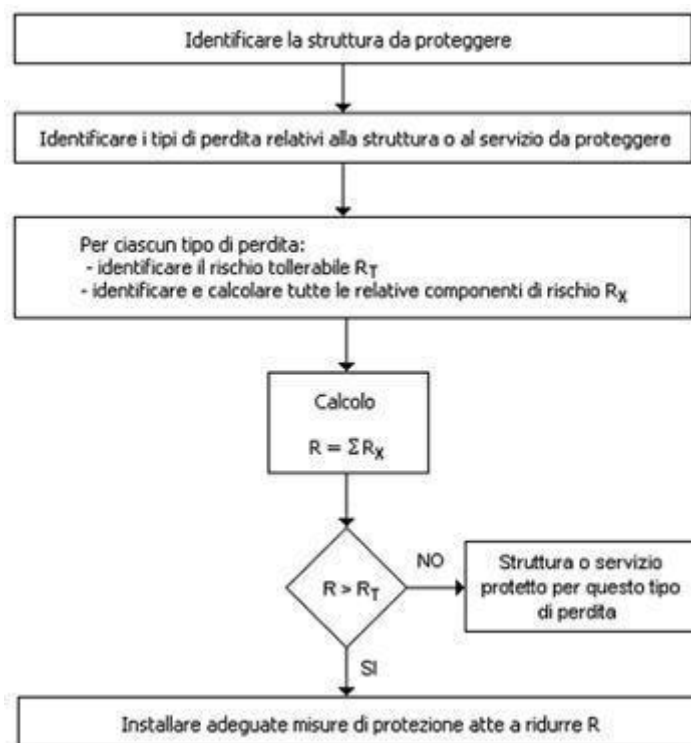 Identificare la struttura da proteggere
Identificare i tipi di perdita relativi alla struttura o al servizio da proteggere
Per ciascun tipo di perdita:
- identificare il rischio tollerabile RT
- identificare e calcolare tutte le relative componenti di rischio RX
Calcolo
R = ΣRX
R > RT
NO
Struttura o servizio
protetto per questo tipo
di perdita
SI
Installare adeguate misure di protezione atte a ridurre R